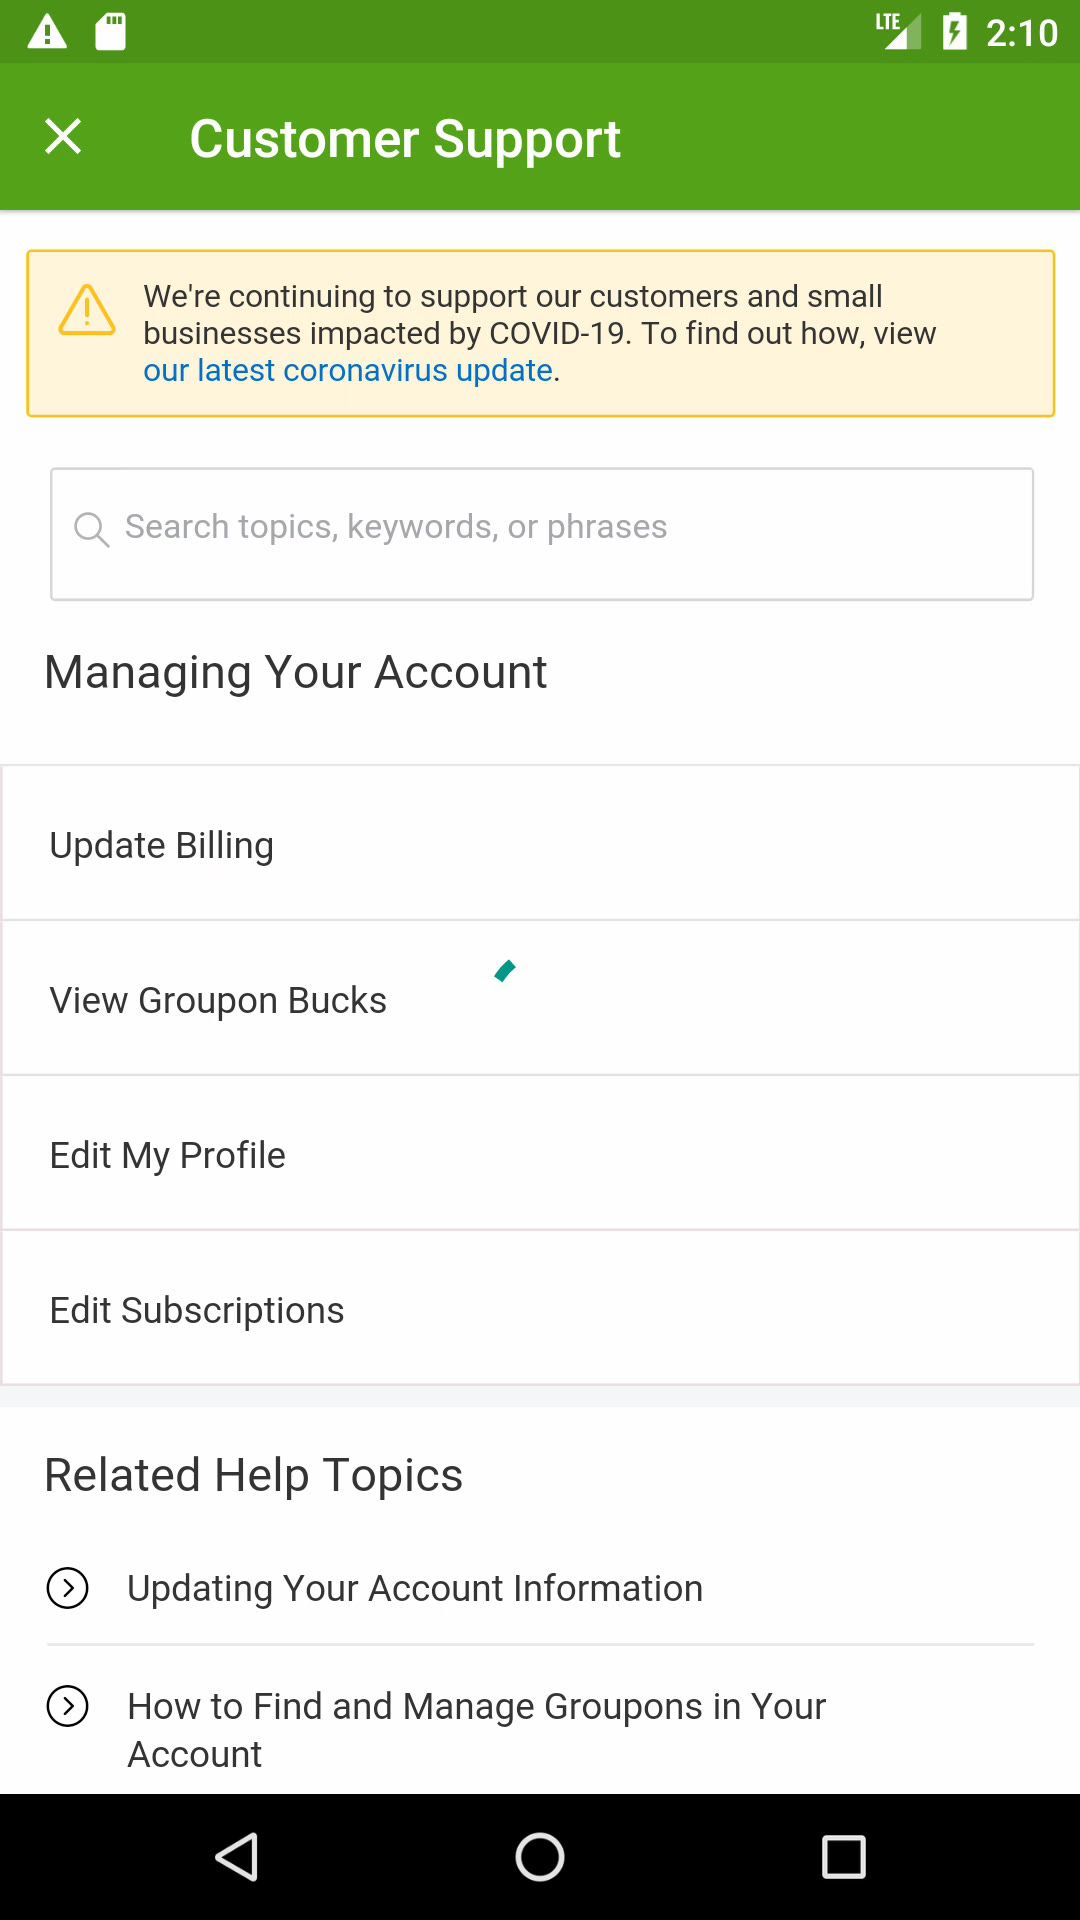 LTE 2:10
Customer Support
We're continuing to support our customers and small
businesses impacted by COVID-19. To find out how, view
our latest coronavirus update.
Search topics, keywords, or phrases
Managing Your Account
Update Billing
View Groupon Bucks
Edit My Profile
Edit Subscriptions
Related Help Topics
Updating Your Account Information
How to Find and Manage Groupons in Your
Account